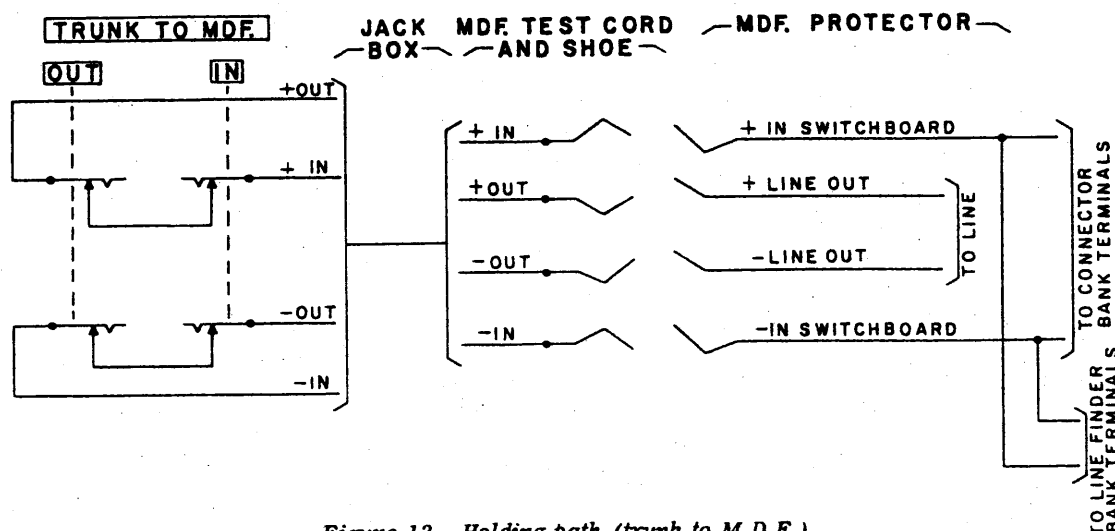 TRUNK TO MDF.
JACK BOX
MDF. TEST CORD AND SHOE
MDF. PROTECTOR
OUT
IN
+OUT
+ IN
-OUT
-IN
+ IN
+OUT
-OUT
-IN
+ IN SWITCHBOARD
+ LINE OUT
-LINE OUT
-IN SWITCHBOARD
TO LINE
TO CONNECTOR
BANK TERMINALS
TO LINE FINDER
BANK TERMINALS
Figure 13. Holding path (trunk to M.D.F.)